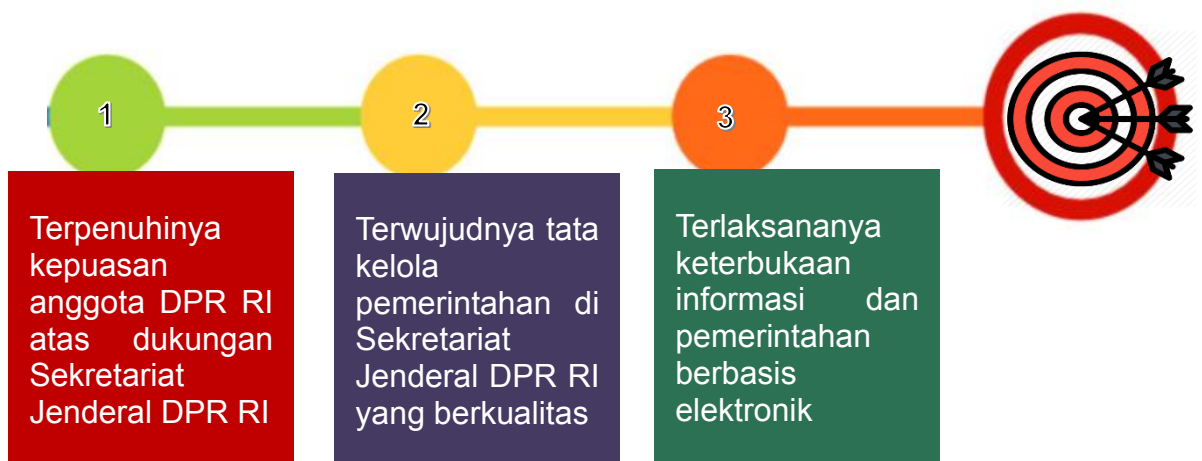 1
2
3
Terpenuhinya
kepuasan
anggota DPR RI
atas dukungan
Sekretariat
Jenderal DPR RI
Terwujudnya tata
kelola
pemerintahan di
Sekretariat
Jenderal DPR RI
yang berkualitas
Terlaksananya
keterbukaan
informasi dan
pemerintahan
berbasis
elektronik